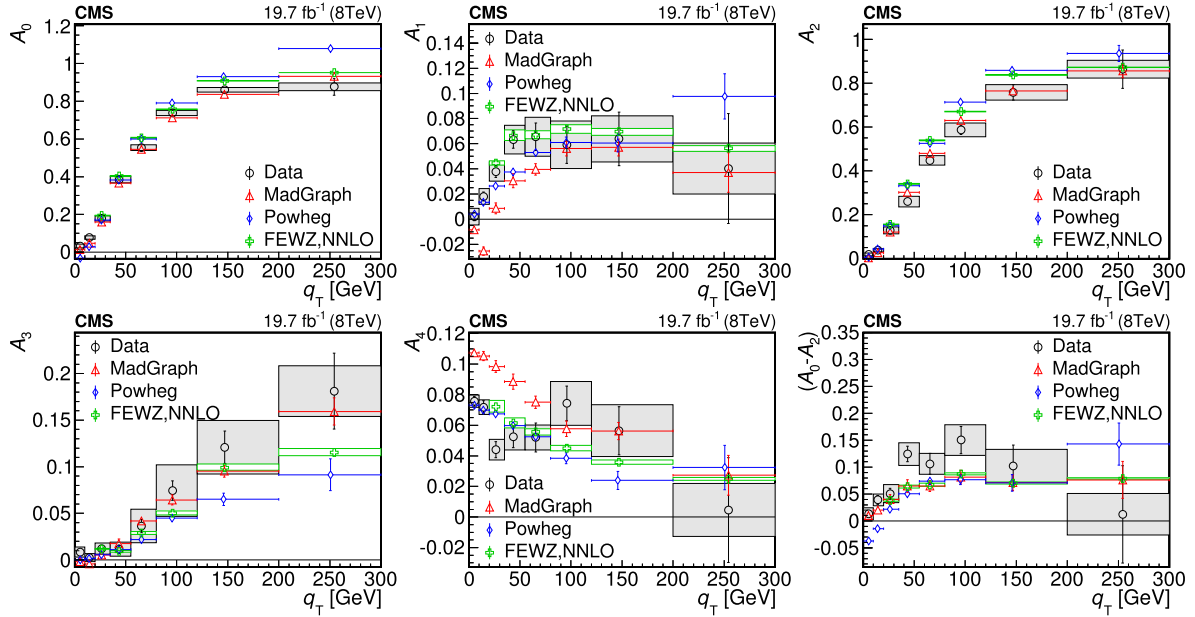 CMS 19.7 fb⁻¹ (8TeV)
A₀
1.2
1
0.8
0.6
0.4
0.2
0
Data
MadGraph
Powheg
FEWZ,NNLO
0 50 100 150 200 250 300
q_T [GeV]
CMS 19.7 fb⁻¹ (8TeV)
A₁
0.14
0.12
0.1
0.08
0.06
0.04
0.02
0
-0.02
Data
MadGraph
Powheg
FEWZ,NNLO
0 50 100 150 200 250 300
q_T [GeV]
CMS 19.7 fb⁻¹ (8TeV)
A₂
1
0.8
0.6
0.4
0.2
0
Data
MadGraph
Powheg
FEWZ,NNLO
0 50 100 150 200 250 300
q_T [GeV]
CMS 19.7 fb⁻¹ (8TeV)
A₃
0.2
0.15
0.1
0.05
0
Data
MadGraph
Powheg
FEWZ,NNLO
0 50 100 150 200 250 300
q_T [GeV]
CMS 19.7 fb⁻¹ (8TeV)
A₄
0.12
0.1
0.08
0.06
0.04
0.02
0
-0.02
Data
MadGraph
Powheg
FEWZ,NNLO
0 50 100 150 200 250 300
q_T [GeV]
CMS 19.7 fb⁻¹ (8TeV)
(A₀-A₂)
0.35
0.3
0.25
0.2
0.15
0.1
0.05
0
-0.05
Data
MadGraph
Powheg
FEWZ,NNLO
0 50 100 150 200 250 300
q_T [GeV]